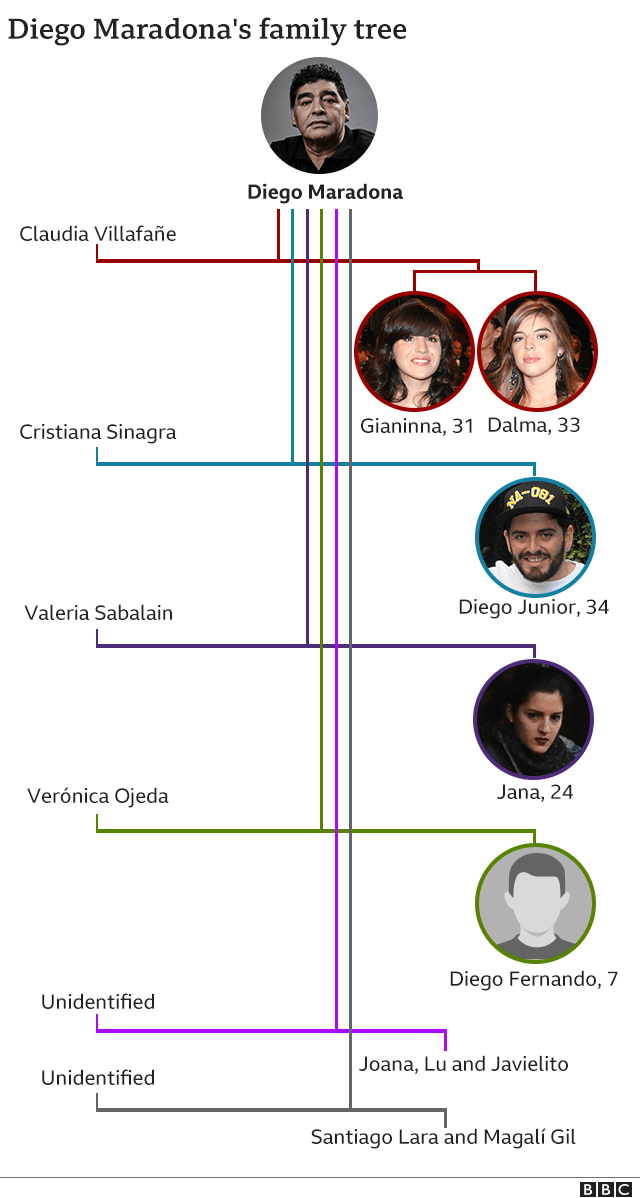 Diego Maradona's family tree
Diego Maradona
Claudia Villafañe
Gianinna, 31
Dalma, 33
Cristiana Sinagra
NA-081
Diego Junior, 34
Valeria Sabalain
Jana, 24
Verónica Ojeda
Diego Fernando, 7
Unidentified
Joana, Lu and Javielito
Unidentified
Santiago Lara and Magalí Gil
BBC